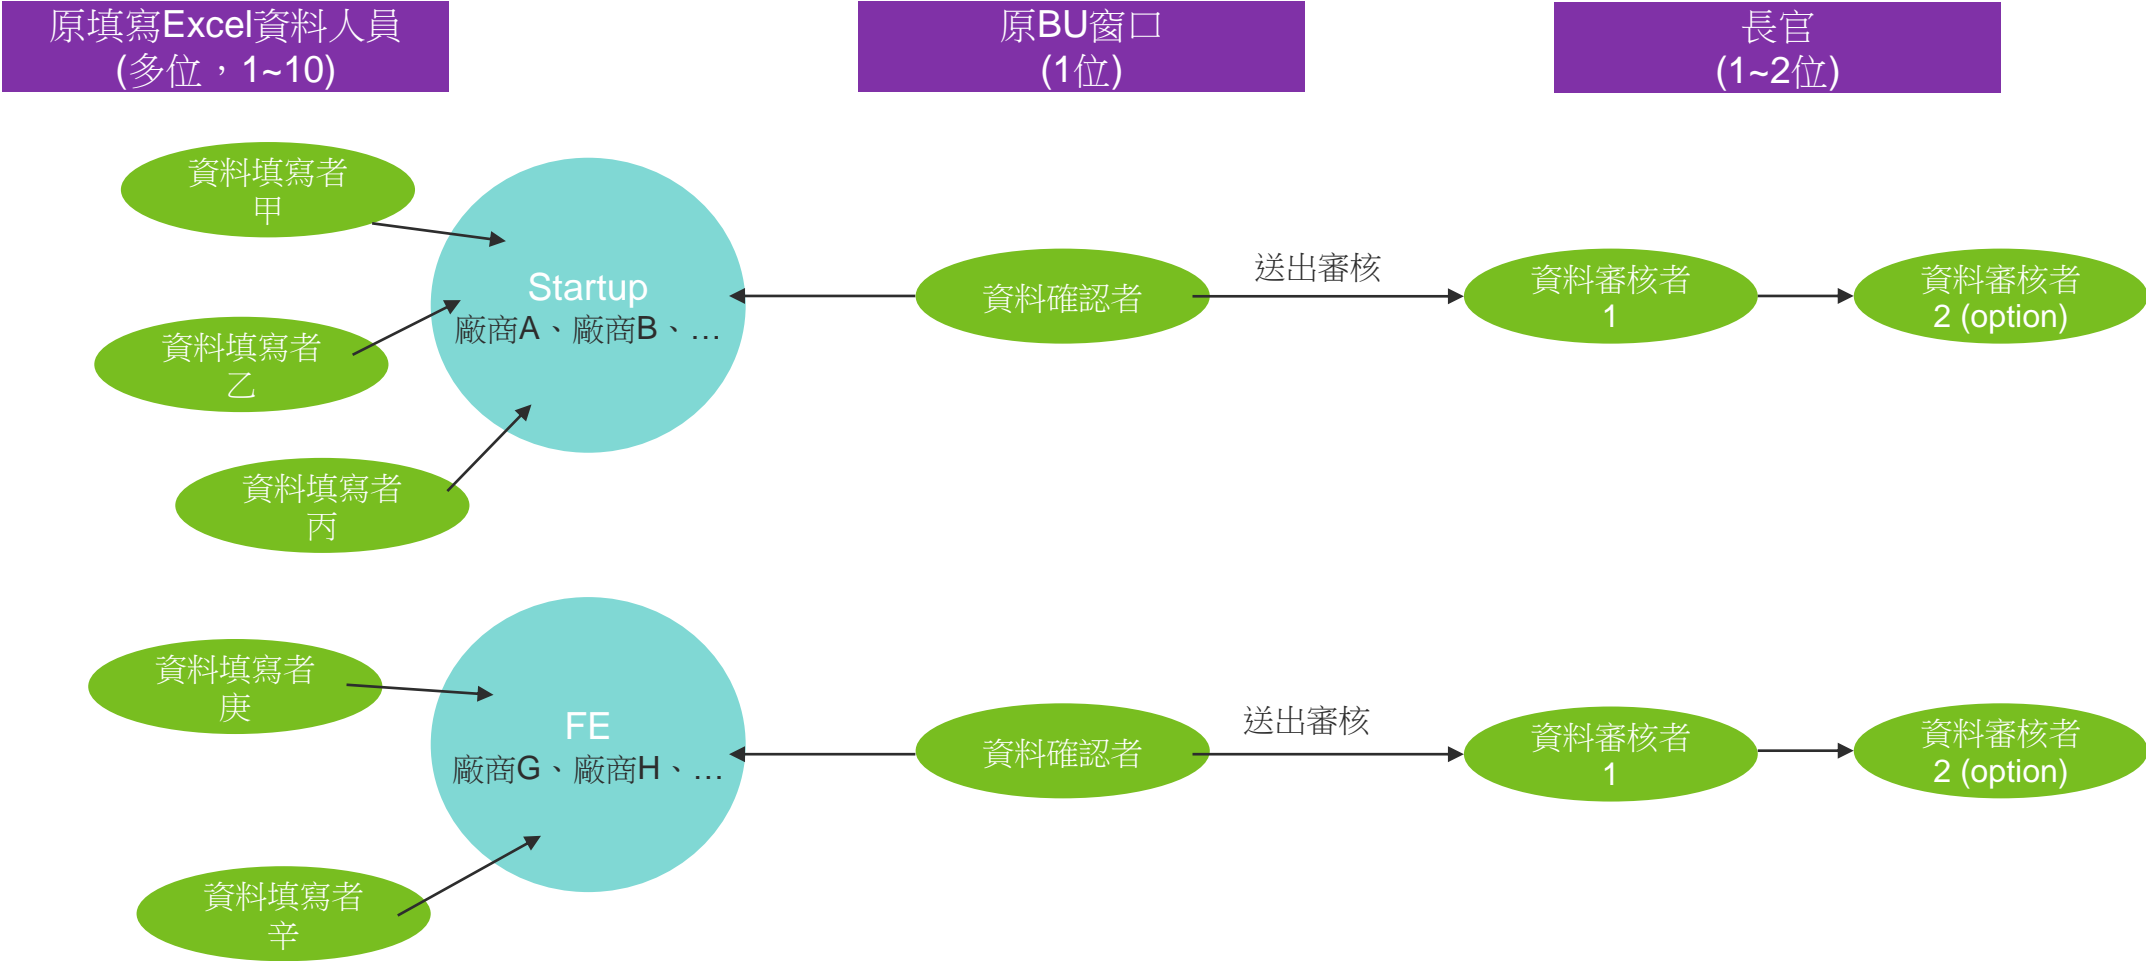 原填寫Excel資料人員
(多位，1~10)
原BU窗口
(1位)
長官
(1~2位)
資料填寫者
甲
資料填寫者
乙
資料填寫者
丙
Startup
廠商A、廠商B、…
資料確認者
送出審核
資料審核者
1
資料審核者
2 (option)
資料填寫者
庚
資料填寫者
辛
FE
廠商G、廠商H、…
資料確認者
送出審核
資料審核者
1
資料審核者
2 (option)